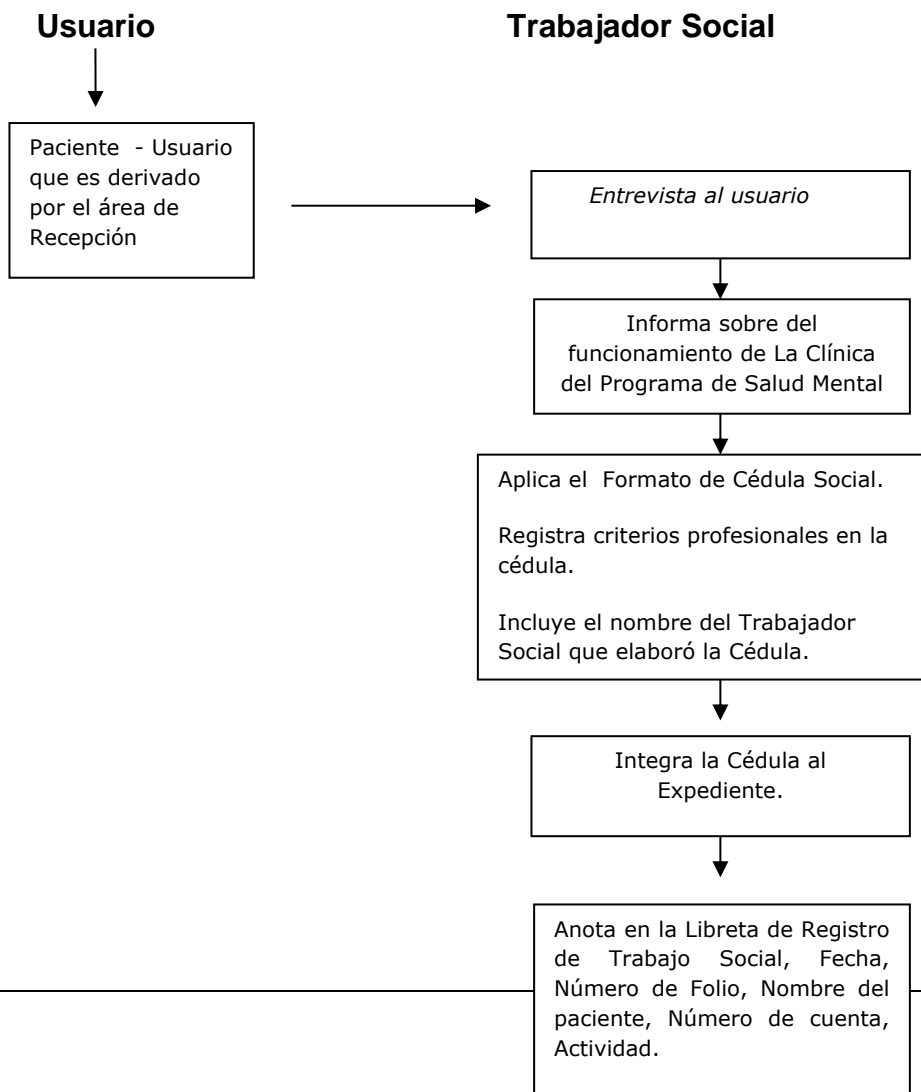 Usuario
Trabajador Social
Paciente - Usuario
que es derivado
por el área de
Recepción
Entrevista al usuario
Informa sobre del
funcionamiento de La Clínica
del Programa de Salud Mental
Aplica el Formato de Cédula Social.
Registra criterios profesionales en la
cédula.
Incluye el nombre del Trabajador
Social que elaboró la Cédula.
Integra la Cédula al
Expediente.
Anota en la Libreta de Registro
de Trabajo Social, Fecha,
Número de Folio, Nombre del
paciente, Número de cuenta,
Actividad.